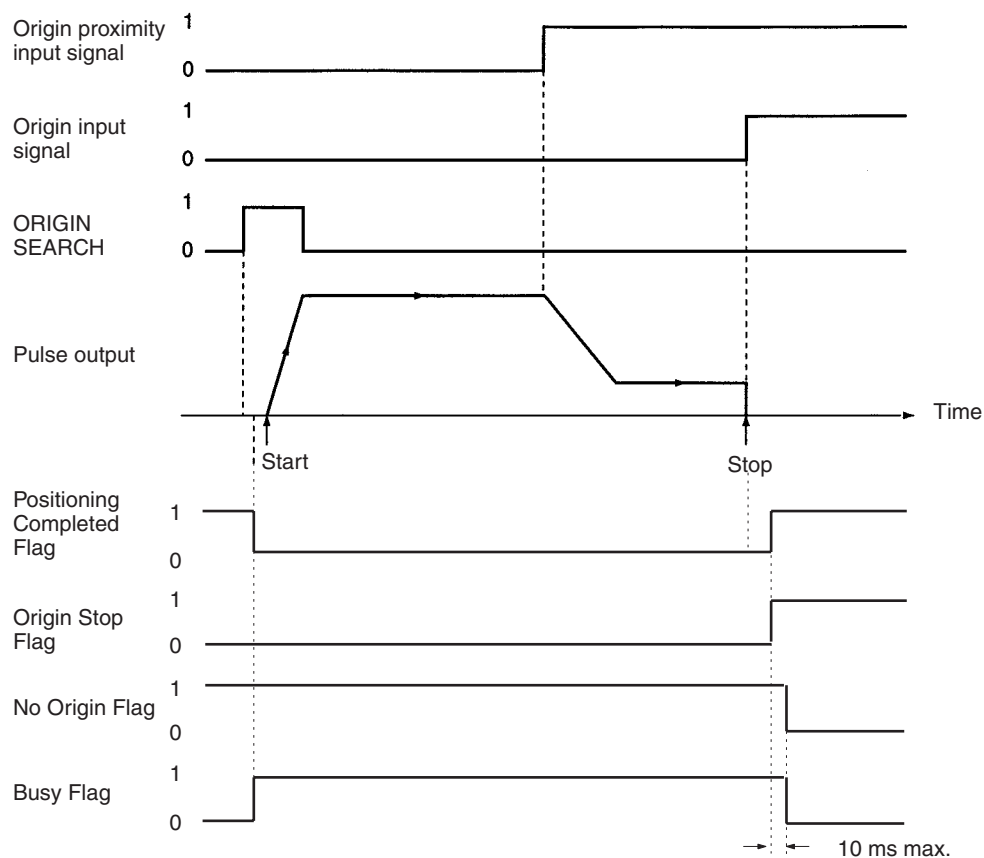 Origin proximity
input signal
1
0
Origin input
signal
1
0
ORIGIN
SEARCH
1
0
Pulse output
Time
Start
Stop
Positioning
Completed
Flag
1
0
Origin Stop
Flag
1
0
No Origin Flag
1
0
Busy Flag
1
0
10 ms max.